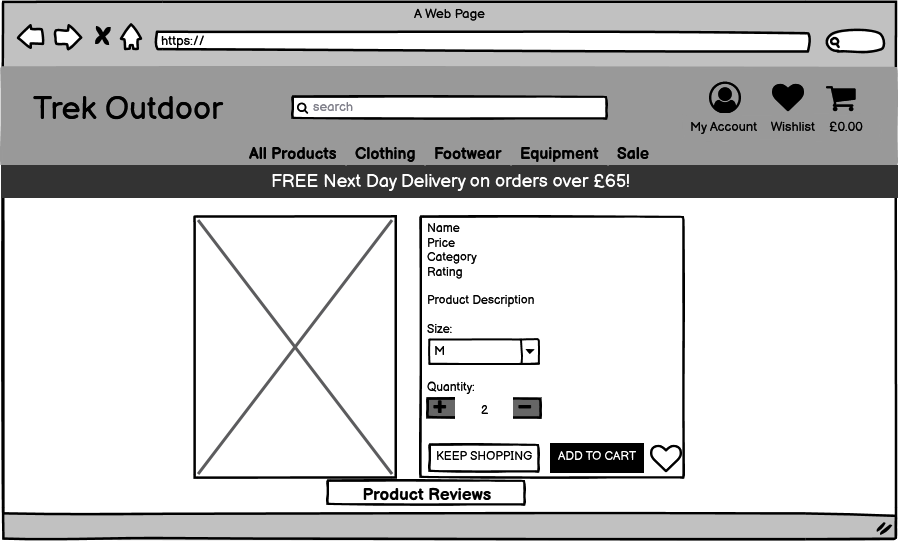 A Web Page
https://
Trek Outdoor
search
My Account Wishlist £0.00
All Products Clothing Footwear Equipment Sale
FREE Next Day Delivery on orders over £65!
Name
Price
Category
Rating
Product Description
Size:
M
Quantity:
2
KEEP SHOPPING ADD TO CART
Product Reviews